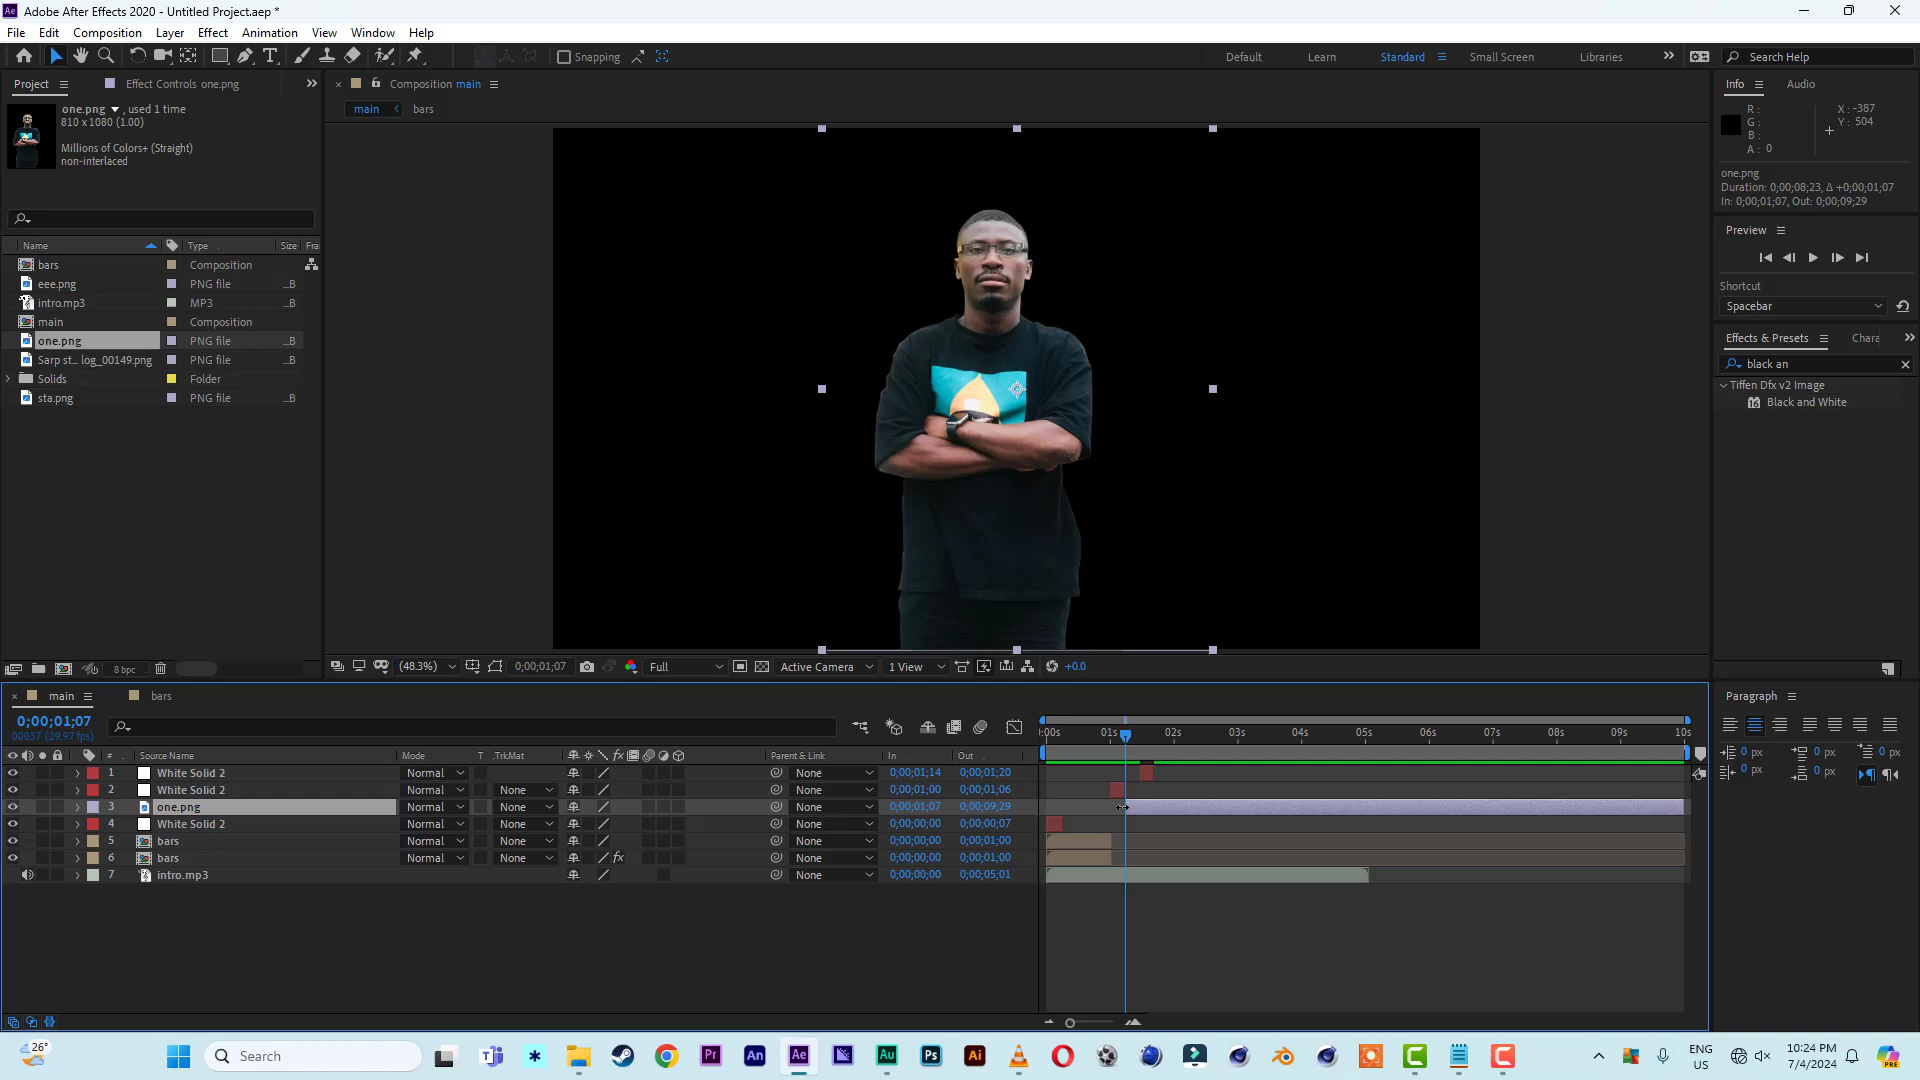 Adobe After Effects 2020 - Untitled Project.aep *
File Edit Composition Layer Effect Animation View Window Help
Snapping Default Learn Standard Small Screen Libraries Search Help
Project Effect Controls one.png
Composition main
Info Audio
main bars
one.png , used 1 time
810 x 1080 (1.00)
Millions of Colors+ (Straight)
non-interlaced
R :
G :
B :
A : 0
X : -387
Y : 504
one.png
Duration: 0;00;08;23, Δ +0;00;01;07
In: 0;00;01;07, Out: 0;00;09;29
Preview
Shortcut
Spacebar
Effects & Presets Chara
black an
Tiffen Dfx v2 Image
16 Black and White
Name Type Size Fra
bars Composition
eee.png PNG file ...B
intro.mp3 MP3 ...B
main Composition
one.png PNG file ...B
Sarp st... log_00149.png PNG file ...B
Solids Folder
sta.png PNG file ...B
8 bpc
(48.3%) 0;00;01;07 Full Active Camera 1 View +0.0
main bars
0;00;01;07
00037 (29.97 fps)
:00s 01s 02s 03s 04s 05s 06s 07s 08s 09s 10s
# Source Name Mode T .TrkMat Parent & Link In Out
1 White Solid 2 Normal None 0;00;01;14 0;00;01;20
2 White Solid 2 Normal None None 0;00;01;00 0;00;01;06
3 one.png Normal None None 0;00;01;07 0;00;09;29
4 White Solid 2 Normal None None 0;00;00;00 0;00;00;07
5 bars Normal None None 0;00;00;00 0;00;01;00
6 bars Normal None fx None 0;00;00;00 0;00;01;00
7 intro.mp3 None 0;00;00;00 0;00;05;01
Paragraph
0 px 0 px 0 px
0 px 0 px
26° Search
ENG
US
10:24 PM
7/4/2024